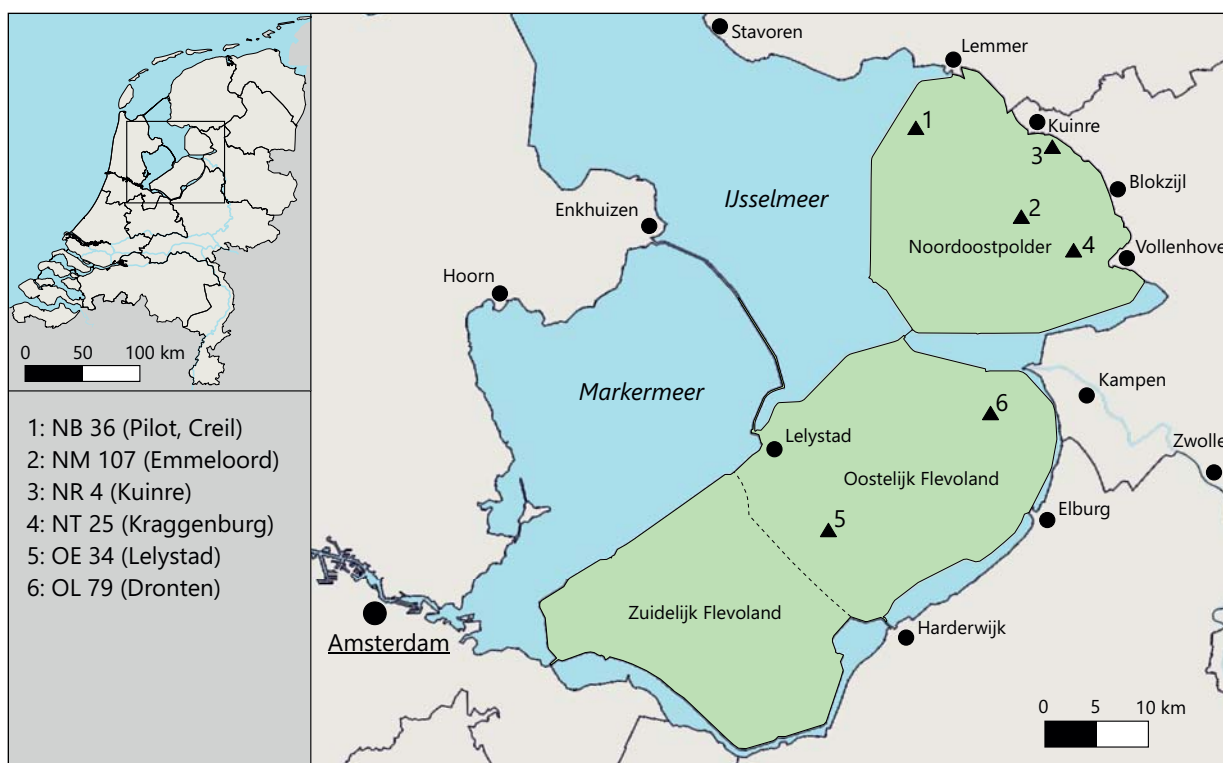 0 50 100 km
1: NB 36 (Pilot, Creil)
2: NM 107 (Emmeloord)
3: NR 4 (Kuinre)
4: NT 25 (Kraggenburg)
5: OE 34 (Lelystad)
6: OL 79 (Dronten)
Stavoren
Lemmer
1
Kuinre
3
Blokzijl
IJsselmeer
Enkhuizen
2
Noordoostpolder
4
Vollenhove
Hoorn
Kampen
Markermeer
6
Lelystad
Zwolle
Oostelijk Flevoland
Elburg
5
Zuidelijk Flevoland
Harderwijk
Amsterdam
0 5 10 km